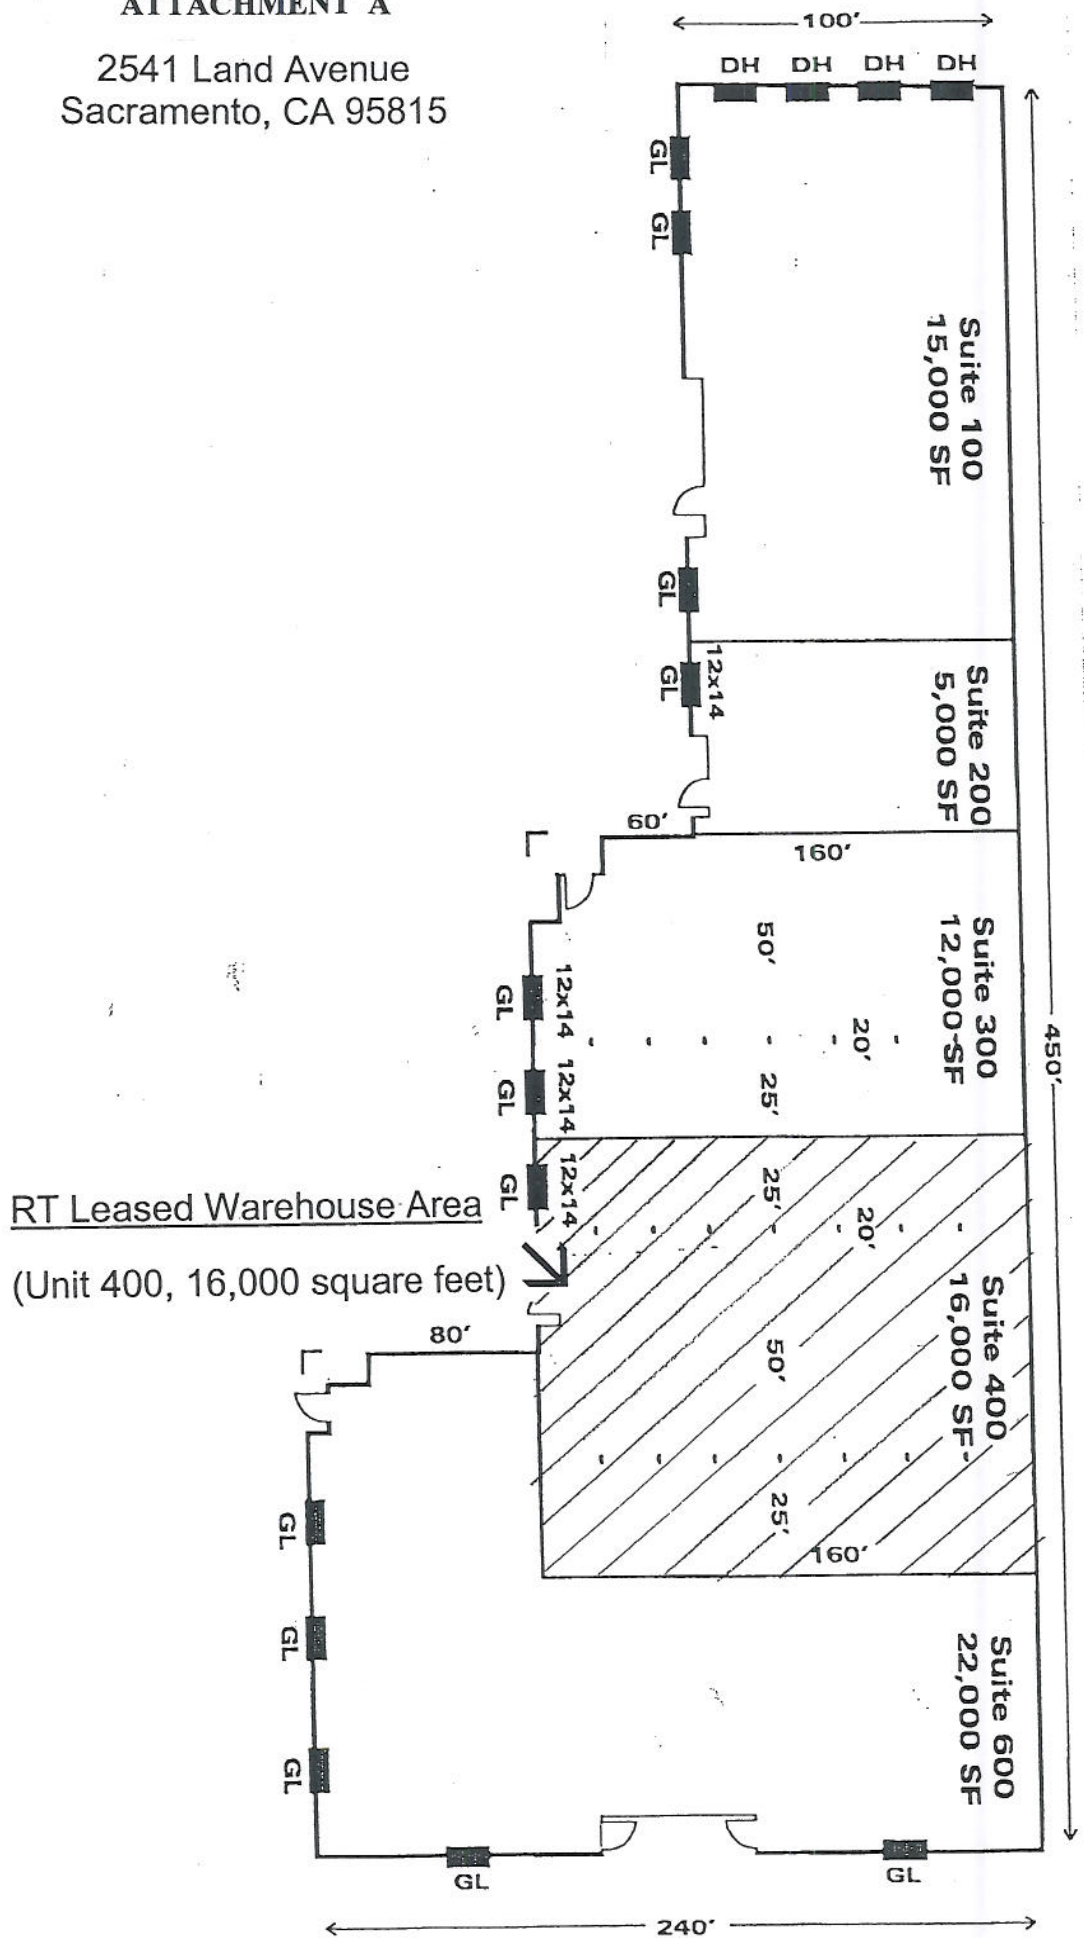 ATTACHMENT A
2541 Land Avenue
Sacramento, CA 95815
100'
DH DH DH DH
GL
GL
Suite 100
15,000 SF
GL
12x14
GL
Suite 200
5,000 SF
60'
160'
50'
Suite 300
12,000 SF
450'
12x14
GL
20'
25'
12x14
GL
12x14
GL
25'
20'
RT Leased Warehouse Area
(Unit 400, 16,000 square feet)
Suite 400
16,000 SF
80'
50'
25'
160'
GL
GL
GL
Suite 600
22,000 SF
GL
GL
240'